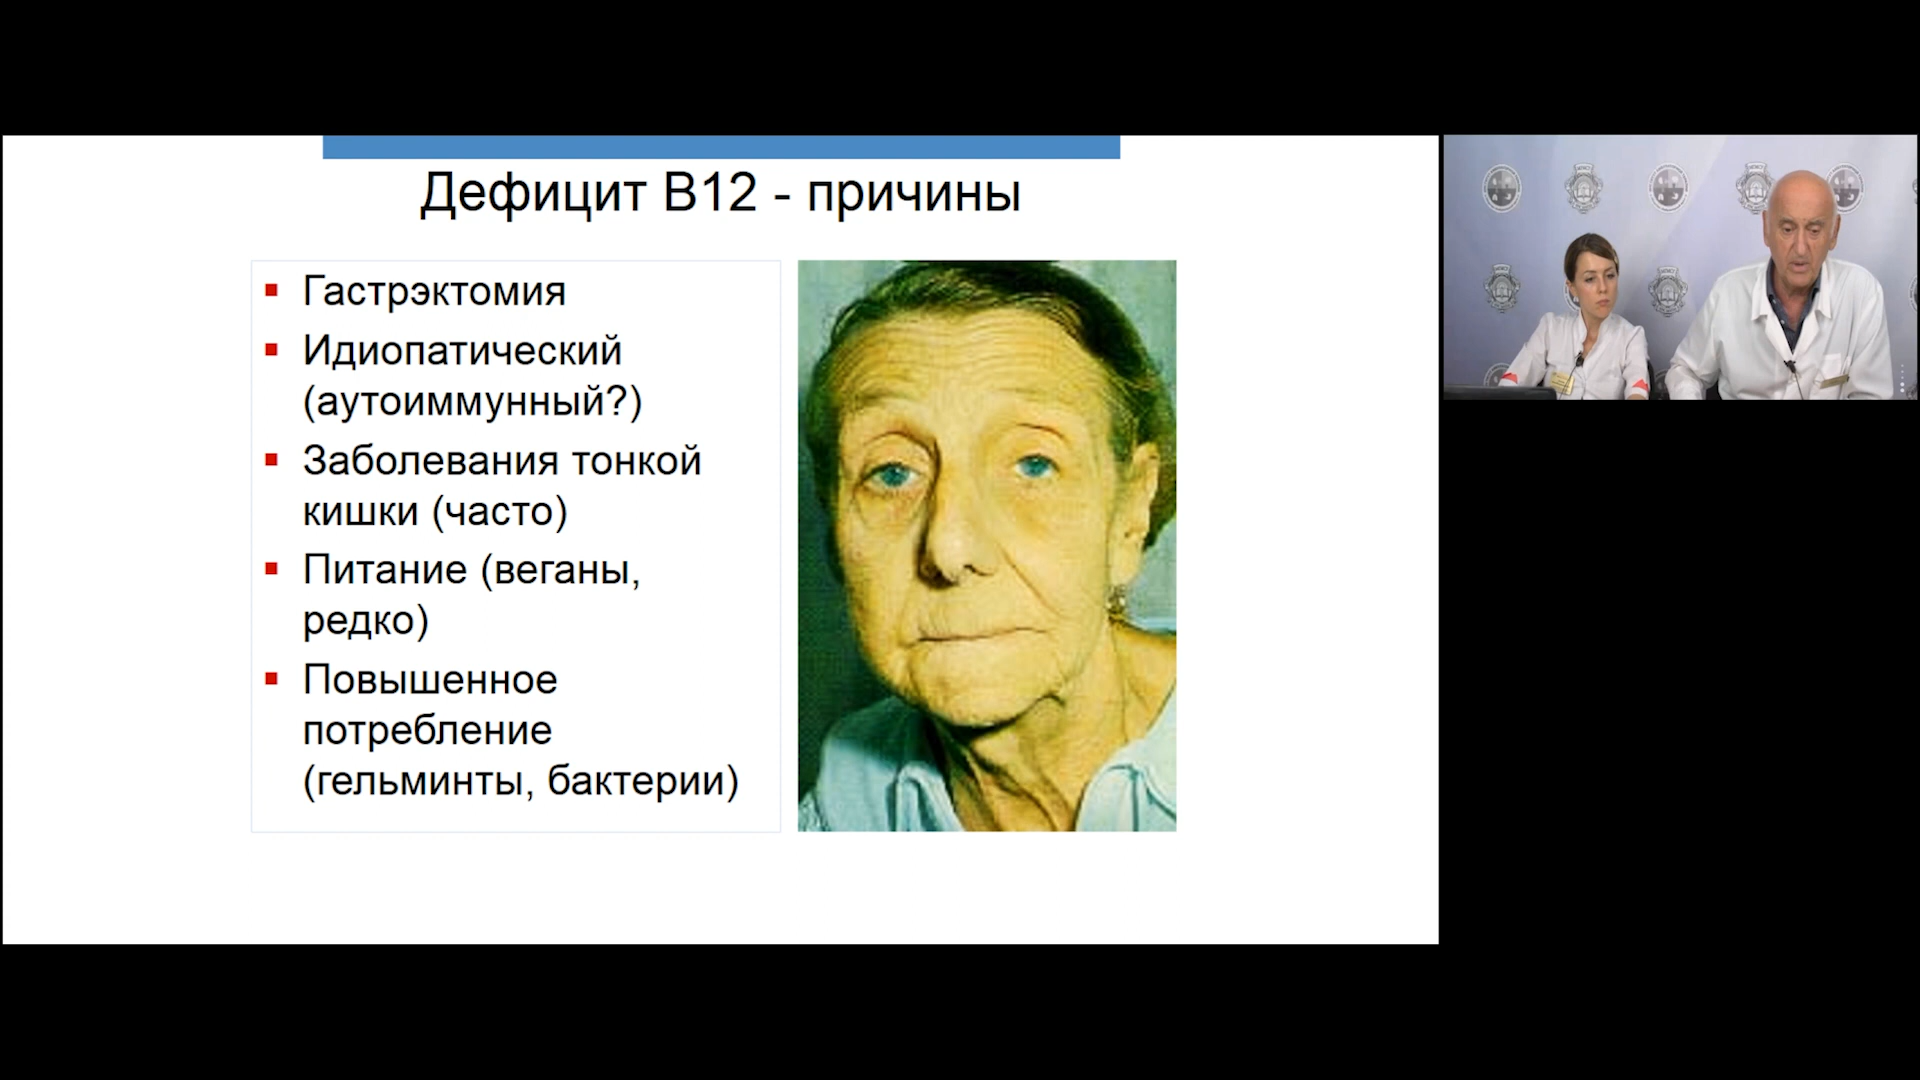 Дефицит В12 - причины
Гастрэктомия
Идиопатический
(аутоиммунный?)
Заболевания тонкой
кишки (часто)
Питание (веганы,
редко)
Повышенное
потребление
(гельминты, бактерии)